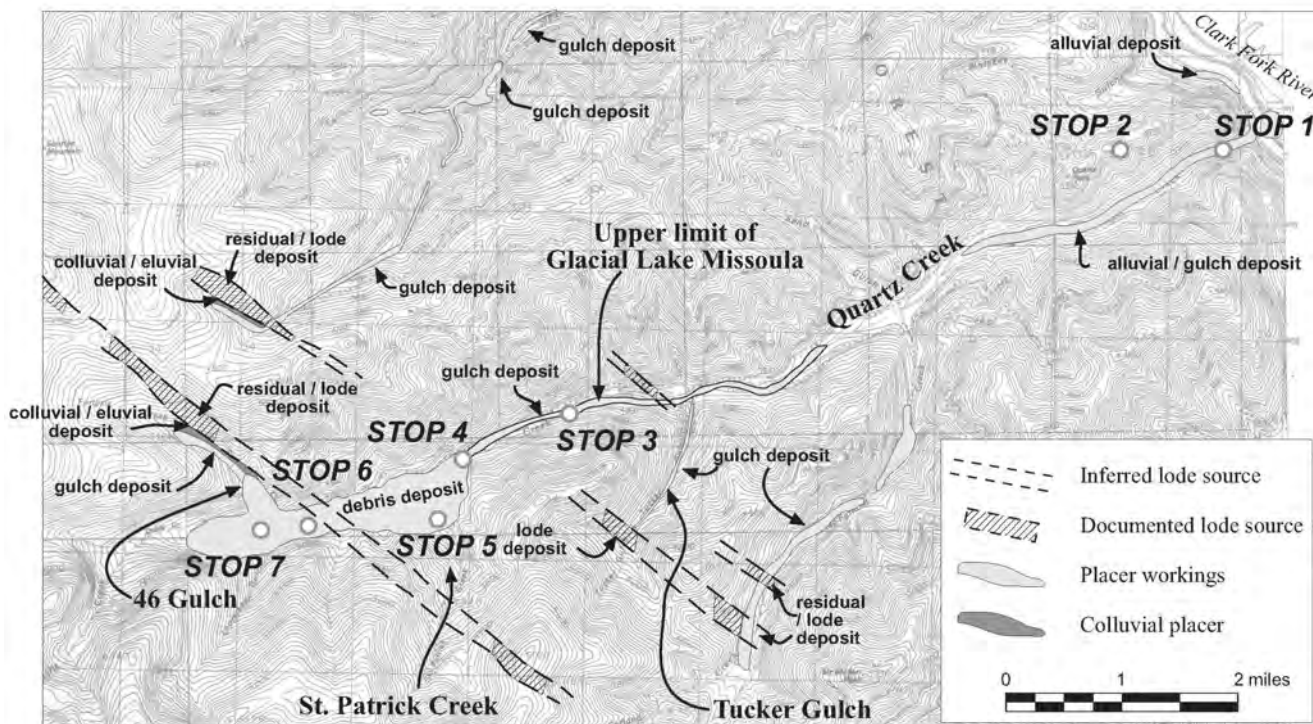 gulch deposit
gulch deposit
alluvial deposit
Clark Fork River
STOP 2
STOP 1
residual / lode
deposit
colluvial / eluvial
deposit
gulch deposit
Upper limit of
Glacial Lake Missoula
Quartz Creek
alluvial / gulch deposit
residual / lode
deposit
colluvial / eluvial
deposit
gulch deposit
gulch deposit
STOP 3
STOP 4
STOP 6
debris deposit
gulch deposit
STOP 5
lode
deposit
STOP 7
46 Gulch
residual
/ lode
deposit
St. Patrick Creek
Tucker Gulch
Inferred lode source
Documented lode source
Placer workings
Colluvial placer
0 1 2 miles